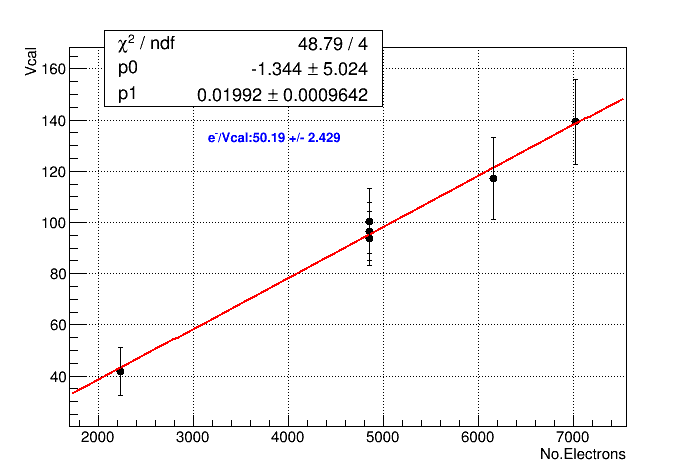 χ² / ndf 48.79 / 4
p0 -1.344 ± 5.024
p1 0.01992 ± 0.0009642
e⁻/Vcal:50.19 +/- 2.429
Vcal
160
140
120
100
80
60
40
2000 3000 4000 5000 6000 7000
No.Electrons